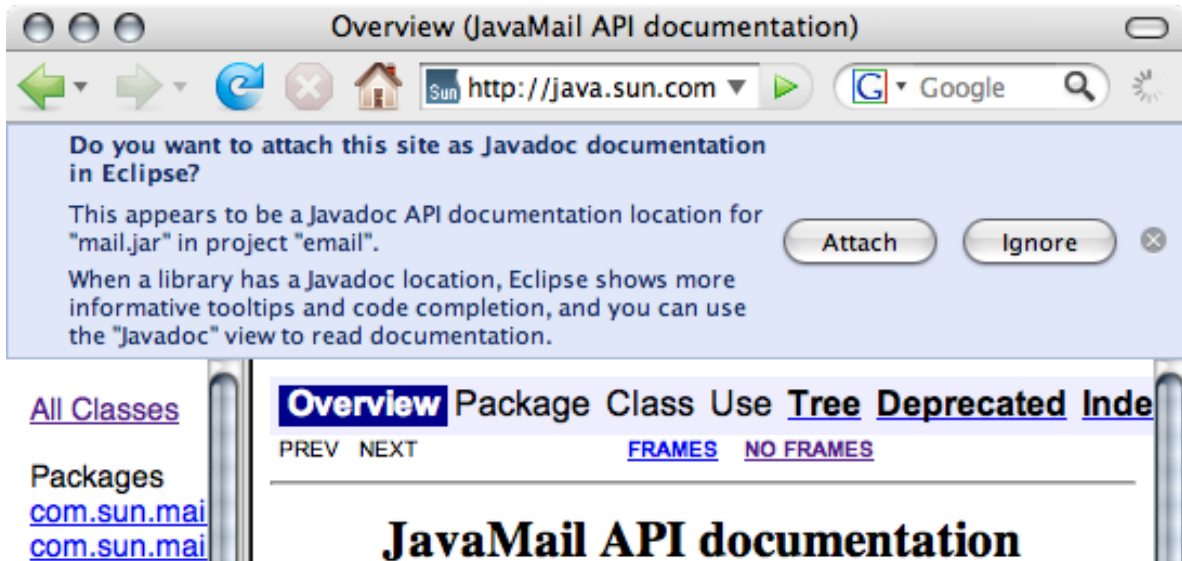 Overview (JavaMail API documentation)
Sun http://java.sun.com G Google
Do you want to attach this site as Javadoc documentation
in Eclipse?
This appears to be a Javadoc API documentation location for
"mail.jar" in project "email".
Attach Ignore
When a library has a Javadoc location, Eclipse shows more
informative tooltips and code completion, and you can use
the "Javadoc" view to read documentation.
All Classes
Packages
com.sun.mai
com.sun.mai
Overview Package Class Use Tree Deprecated Inde
PREV NEXT FRAMES NO FRAMES
JavaMail API documentation